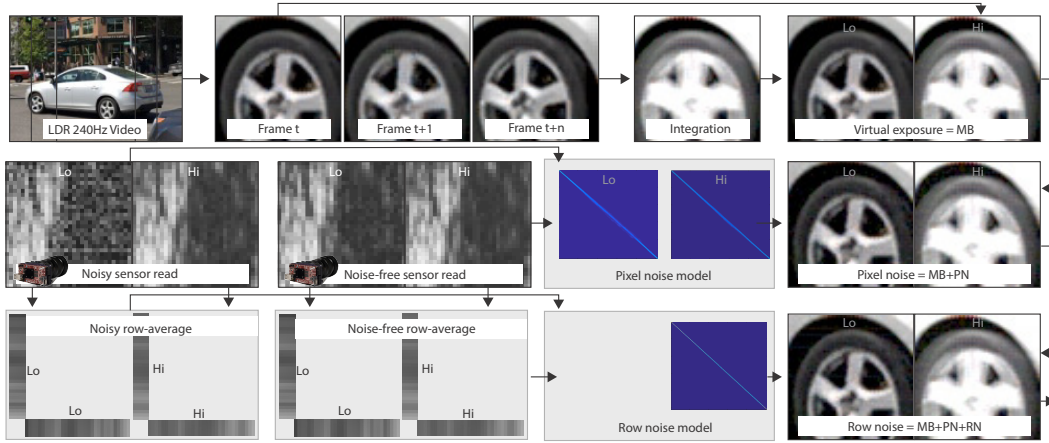 Lo
Hi
LDR 240Hz Video
Frame t
Frame t+1
Frame t+n
Integration
Virtual exposure = MB
Lo
Hi
Lo
Hi
Lo
Hi
Lo
Hi
Noisy sensor read
Noise-free sensor read
Pixel noise model
Pixel noise = MB+PN
Noisy row-average
Noise-free row-average
Lo
Hi
Lo
Hi
Lo
Hi
Lo
Hi
Lo
Hi
Row noise model
Row noise = MB+PN+RN